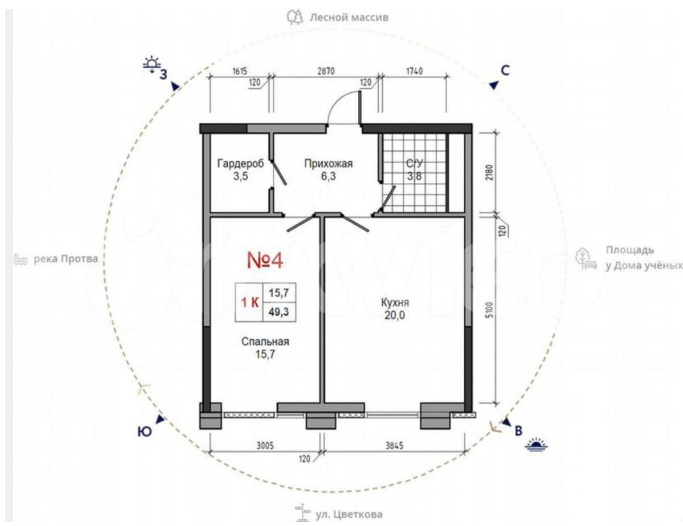 Лесной массив
З
С
1615
120
2870
120
1740
Гардероб
3,5
Прихожая
6,3
С/У
3,8
2180
120
река Протва
№4
1 К
15,7
49,3
Спальная
15,7
Кухня
20,0
5100
Площадь
у Дома учёных
Ю
В
3005
120
3845
ул. Цветкова